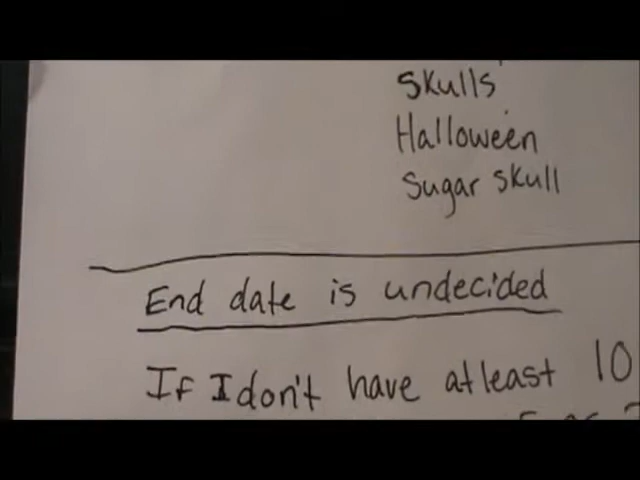 Skulls
Halloween
Sugar skull
End date is undecided
If I don't have atleast 10